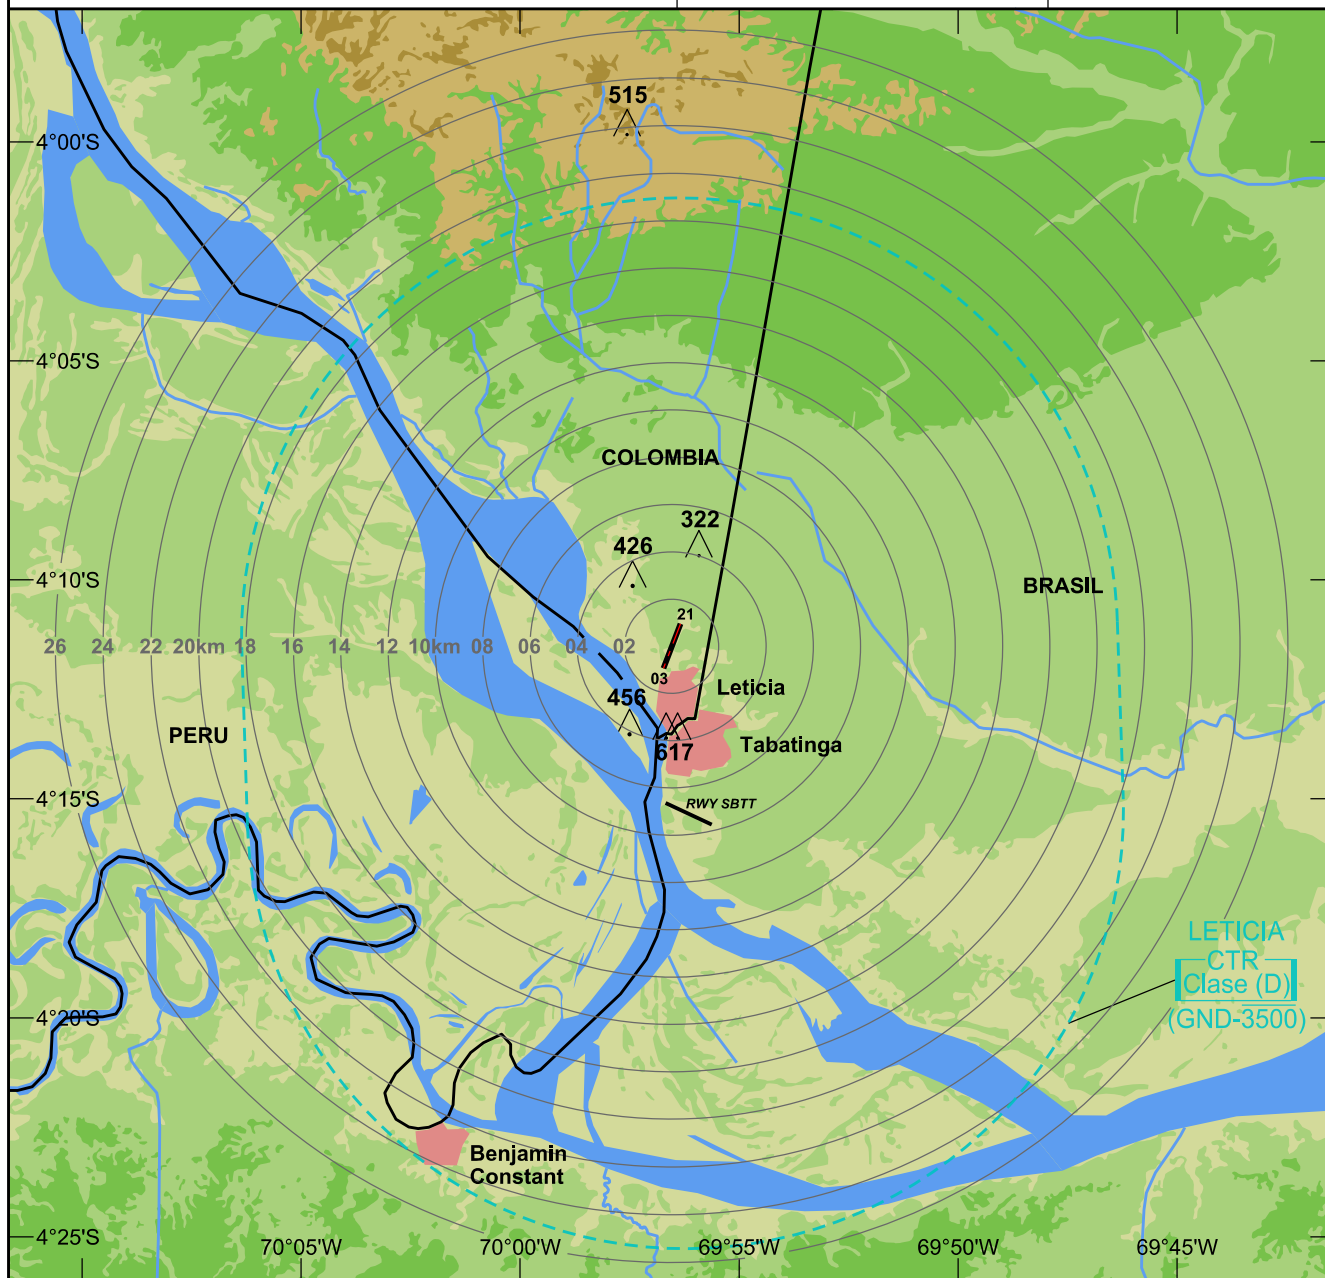 515
4°00'S
4°05'S
COLOMBIA
322
426
4°10'S
BRASIL
21
26 24 22 20km 18 16 14 12 10km 08 06 04 02
03
Leticia
456
PERU
Tabatinga
617
4°15'S
RWY SBTT
LETICIA
CTR
Clase (D)
(GND-3500)
4°20'S
Benjamin
Constant
4°25'S
70°05'W 70°00'W 69°55'W 69°50'W 69°45'W